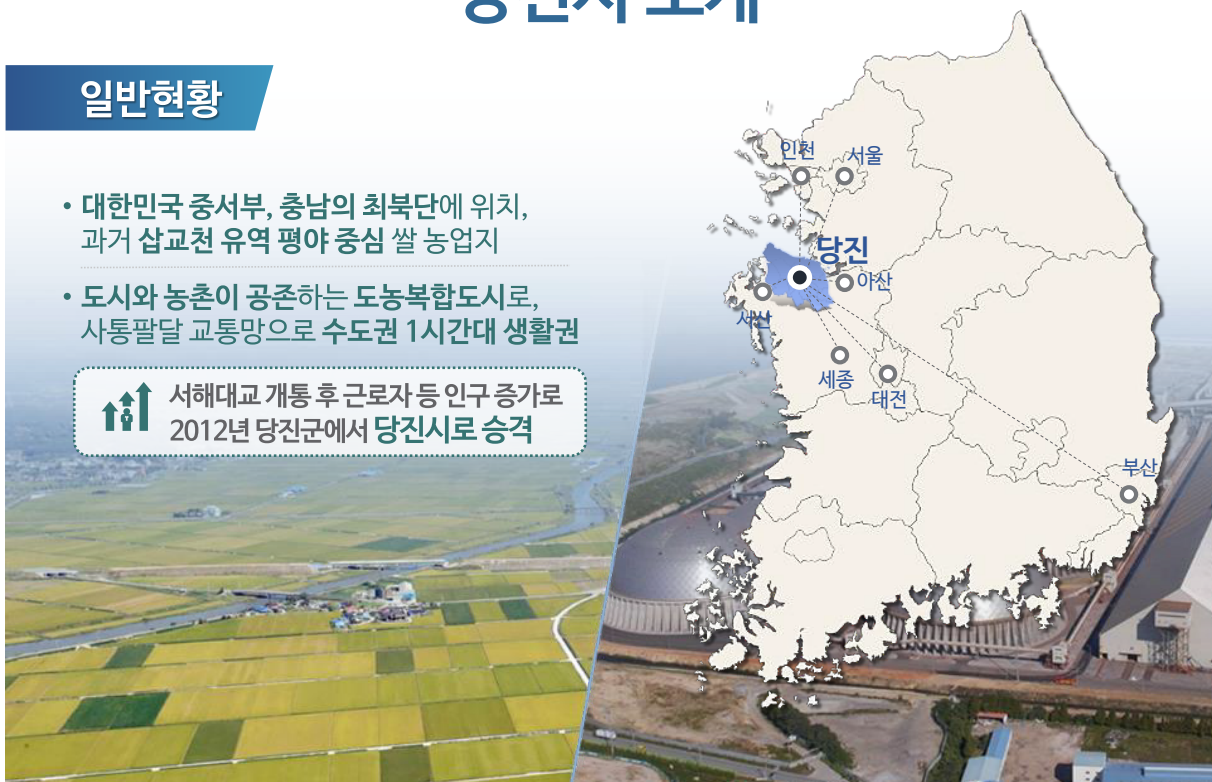 당진시 소개
일반현황
• 대한민국 중서부, 충남의 최북단에 위치,
과거 삽교천 유역 평야 중심 쌀 농업지
• 도시와 농촌이 공존하는 도농복합도시로,
사통팔달 교통망으로 수도권 1시간대 생활권
서해대교 개통 후 근로자 등 인구 증가로
2012년 당진군에서 당진시로 승격
인천
서울
당진
아산
서산
세종
대전
부산